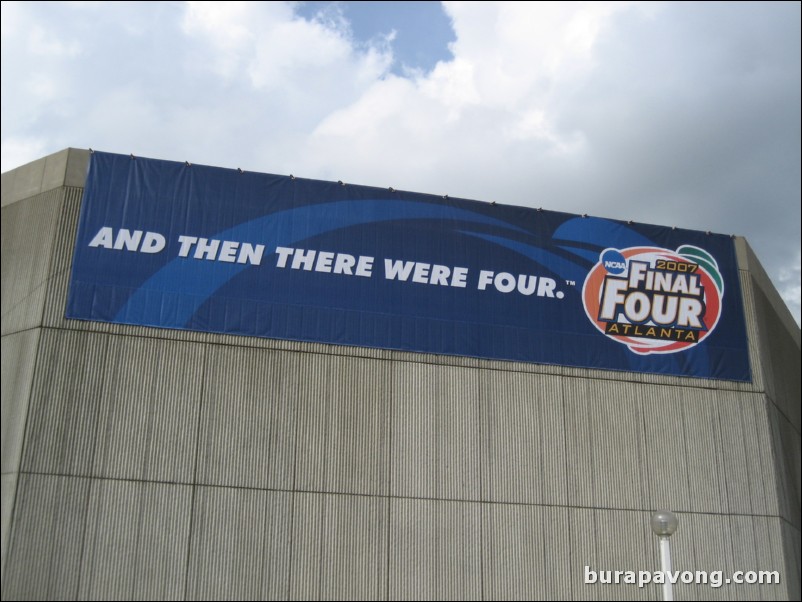 AND THEN THERE WERE FOUR.™
NCAA 2007
FINAL
FOUR
ATLANTA
burapavong.com